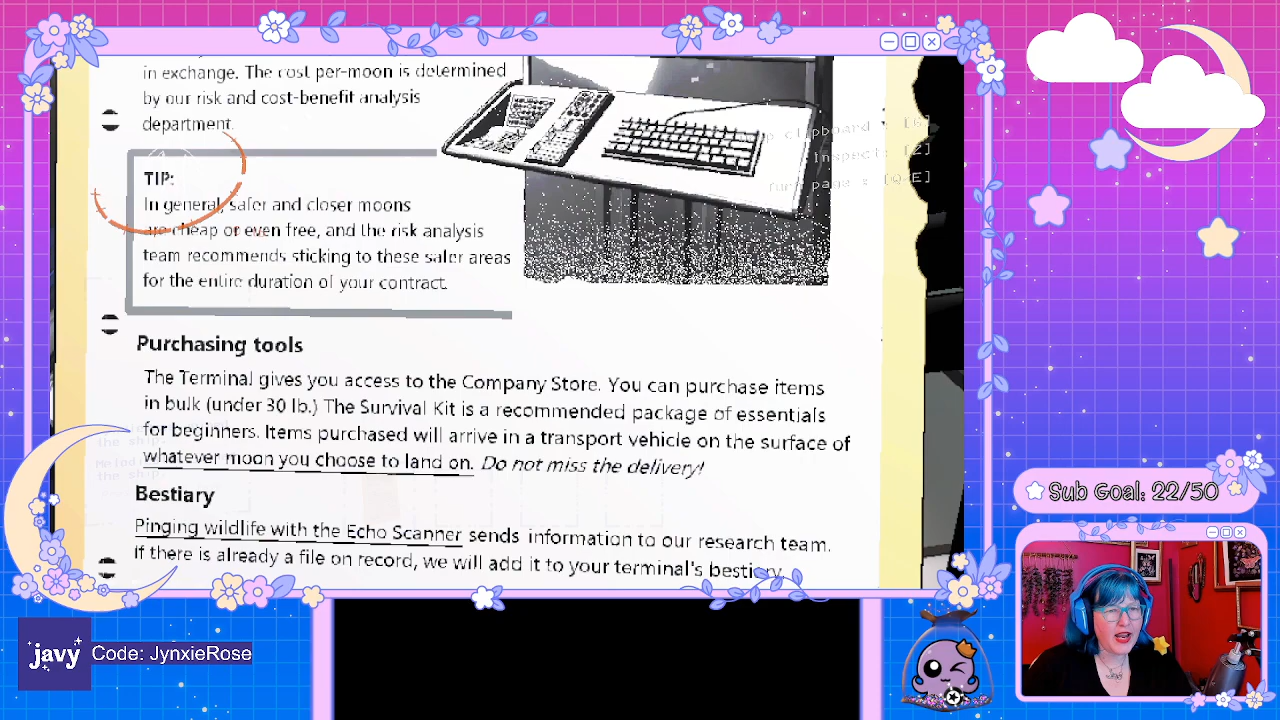 in exchange. The cost per-moon is determined
by our risk and cost-benefit analysis
department.
TIP:
In general, safer and closer moons
are cheap or even free, and the risk analysis
team recommends sticking to these safer areas
for the entire duration of your contract.
clipboard : [G]
Inspect: [Z]
Turn page : [Q/E]
Purchasing tools
The Terminal gives you access to the Company Store. You can purchase items
in bulk (under 30 lb.) The Survival Kit is a recommended package of essentials
for beginners. Items purchased will arrive in a transport vehicle on the surface of
whatever moon you choose to land on. Do not miss the delivery!
Bestiary
Pinging wildlife with the Echo Scanner sends information to our research team.
If there is already a file on record, we will add it to your terminal's bestiary.
Sub Goal: 22/50
javy
Code: JynxieRose